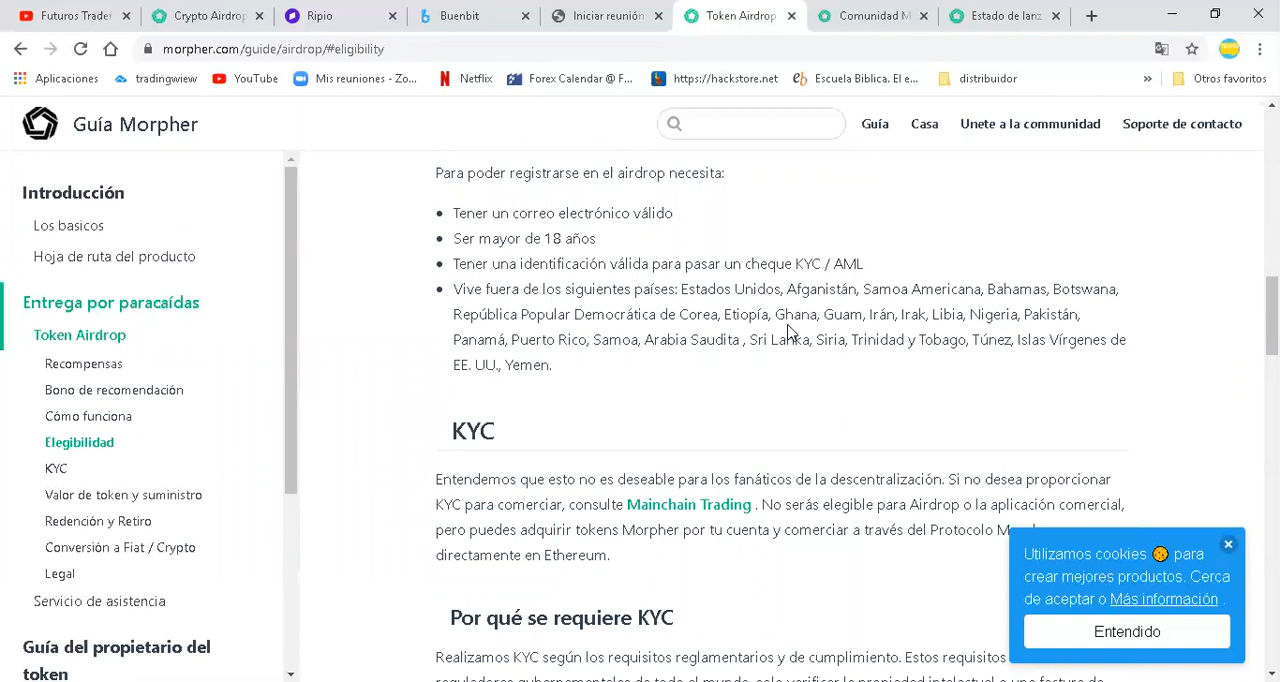 Futuros Trader
Crypto Airdrop
Ripio
Buenbit
Iniciar reunión
Token Airdrop
Comunidad M
Estado de lanz
morpher.com/guide/airdrop/#eligibility
Aplicaciones
tradingwiew
YouTube
Mis reuniones - Zo...
Netflix
Forex Calendar @ F...
Escuela Biblica. El e...
distribuidor
»
Otros favoritos
Guía Morpher
Guía
Casa
Unete a la comunidad
Soporte de contacto
Introducción
Los basicos
Hoja de ruta del producto
Entrega por paracaídas
Token Airdrop
Recompensas
Bono de recomendación
Cómo funciona
Elegibilidad
KYC
Valor de token y suministro
Redención y Retiro
Conversión a Fiat / Crypto
Legal
Servicio de asistencia
Guía del propietario del
token
Para poder registrarse en el airdrop necesita:
Tener un correo electrónico válido
Ser mayor de 18 años
Tener una identificación válida para pasar un cheque KYC / AML
Vive fuera de los siguientes países: Estados Unidos, Afganistán, Samoa Americana, Bahamas, Botswana,
República Popular Democrática de Corea, Etiopía, Ghana, Guam, Irán, Irak, Libia, Nigeria, Pakistán,
Panamá, Puerto Rico, Samoa, Arabia Saudita , Sri Lanka, Siria, Trinidad y Tobago, Túnez, Islas Vírgenes de
EE. UU., Yemen.
KYC
Entendemos que esto no es deseable para los fanáticos de la descentralización. Si no desea proporcionar
KYC para comerciar, consulte Mainchain Trading . No serás elegible para Airdrop o la aplicación comercial,
pero puedes adquirir tokens Morpher por tu cuenta y comerciar a través del Protocolo
directamente en Ethereum.
Por qué se requiere KYC
Realizamos KYC según los requisitos reglamentarios y de cumplimiento. Estos requisitos
Utilizamos cookies 🍪 para
crear mejores productos. Cerca
de aceptar o Más información .
Entendido